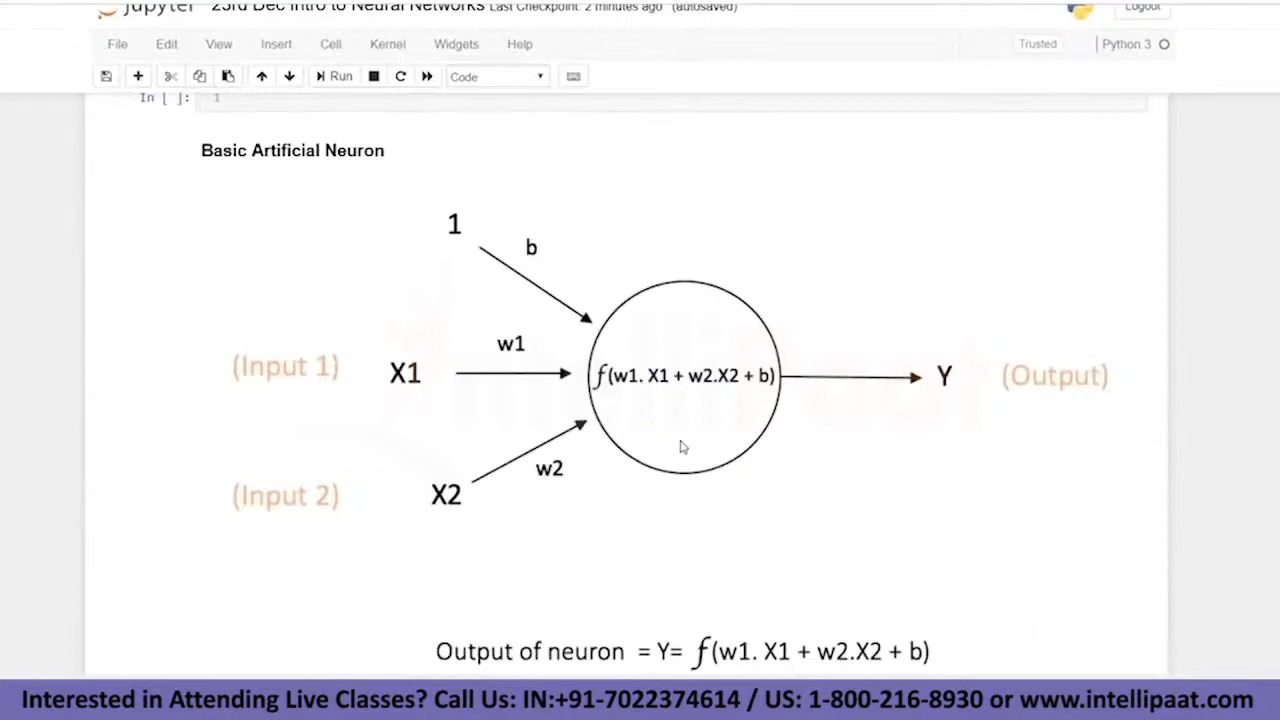 Jupyter 23rd Dec Intro to Neural Networks Last Checkpoint: 2 minutes ago (autosaved) Logout
File Edit View Insert Cell Kernel Widgets Help Trusted Python 3
Run Code
In [ ]: 1
Basic Artificial Neuron
1
b
w1
(Input 1) X1 f(w1. X1 + w2.X2 + b) Y (Output)
w2
(Input 2) X2
Output of neuron = Y= f(w1. X1 + w2.X2 + b)
IntelliPaat
Interested in Attending Live Classes? Call Us: IN:+91-7022374614 / US: 1-800-216-8930 or www.intellipaat.com